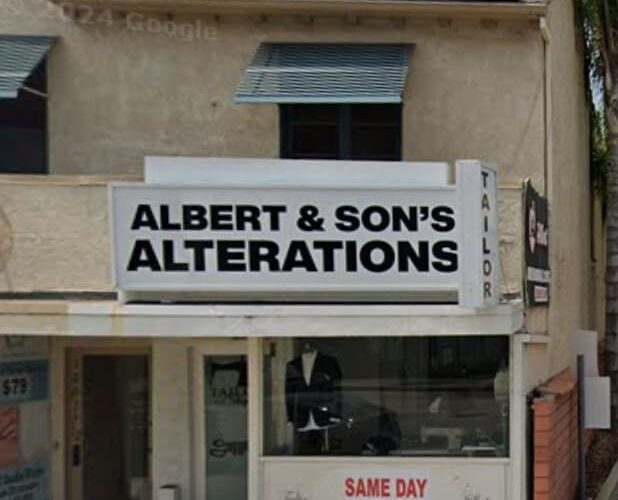 © 2024 Google
ALBERT & SON'S
ALTERATIONS
TAILOR
$79
SAME DAY